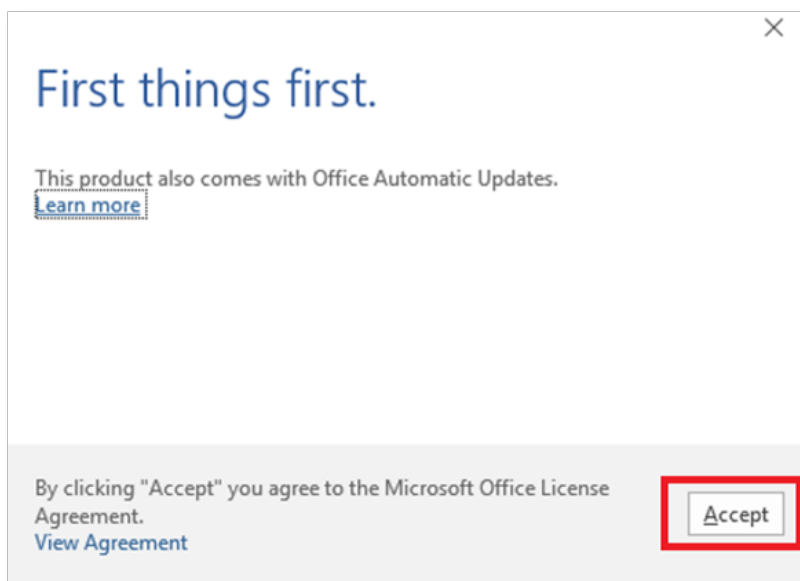 First things first.
This product also comes with Office Automatic Updates.
Learn more
By clicking "Accept" you agree to the Microsoft Office License
Agreement.
View Agreement
Accept